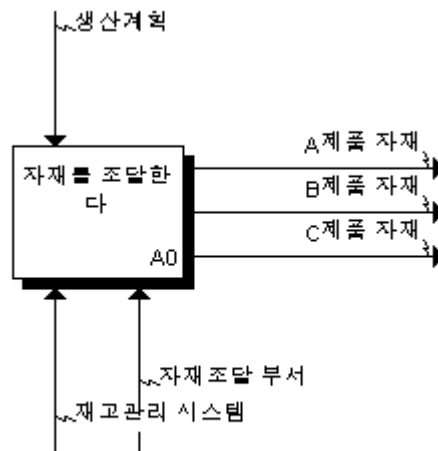 생산계획
A제품 자재
자재를 조달한
다
B제품 자재
C제품 자재
A0
자재조달 부서
재고관리 시스템